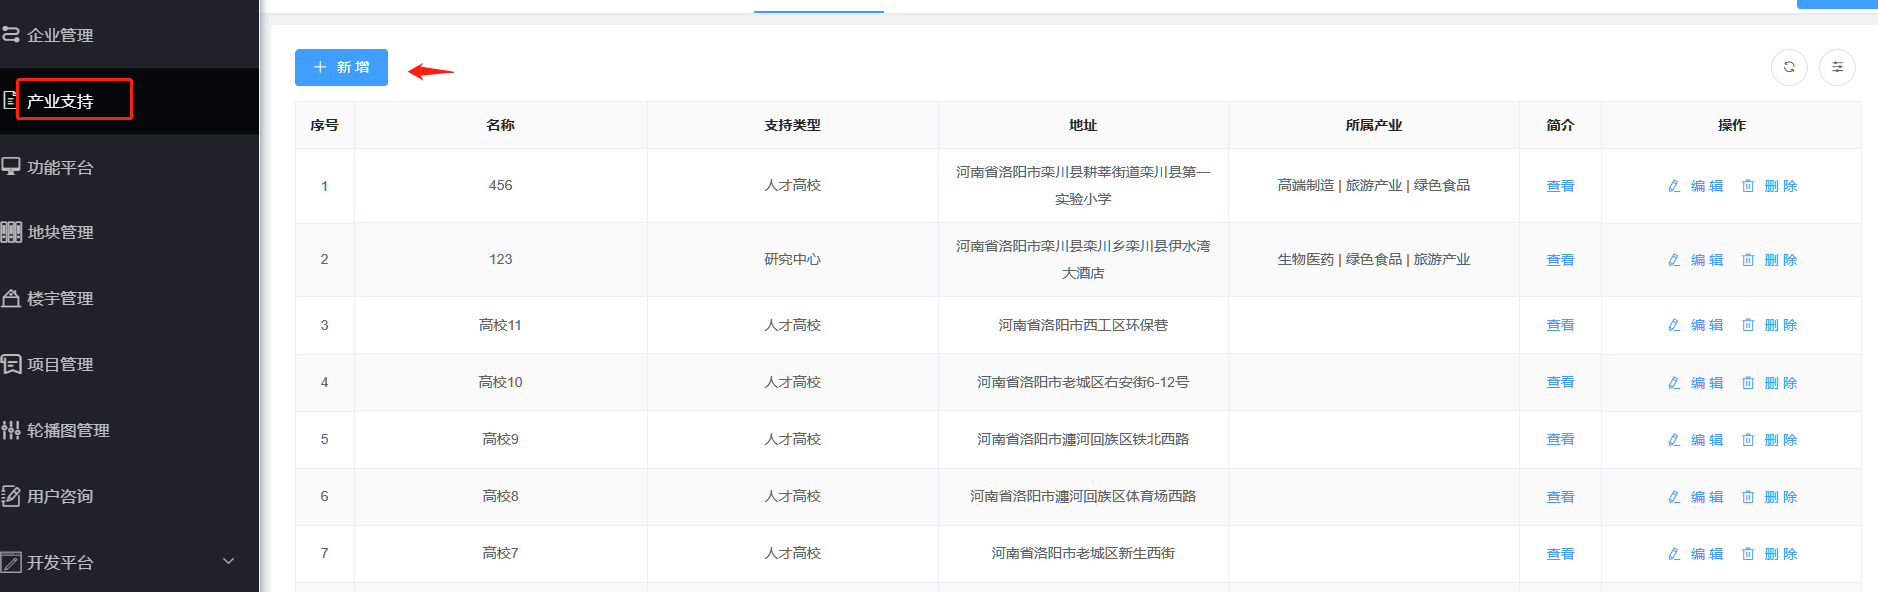 企业管理
产业支持
功能平台
地块管理
楼宇管理
项目管理
轮播图管理
用户咨询
开发平台
新增
序号 名称 支持类型 地址 所属产业 简介 操作
1 456 人才高校 河南省洛阳市栾川县耕莘街道栾川县第一 高端制造 | 旅游产业 | 绿色食品 查看 编辑 删除
实验小学
2 123 研究中心 河南省洛阳市栾川县栾川乡栾川县伊水湾 生物医药 | 绿色食品 | 旅游产业 查看 编辑 删除
大酒店
3 高校11 人才高校 河南省洛阳市西工区环保巷 查看 编辑 删除
4 高校10 人才高校 河南省洛阳市老城区右安街6-12号 查看 编辑 删除
5 高校9 人才高校 河南省洛阳市瀍河回族区铁北西路 查看 编辑 删除
6 高校8 人才高校 河南省洛阳市瀍河回族区体育场西路 查看 编辑 删除
7 高校7 人才高校 河南省洛阳市老城区新生西街 查看 编辑 删除